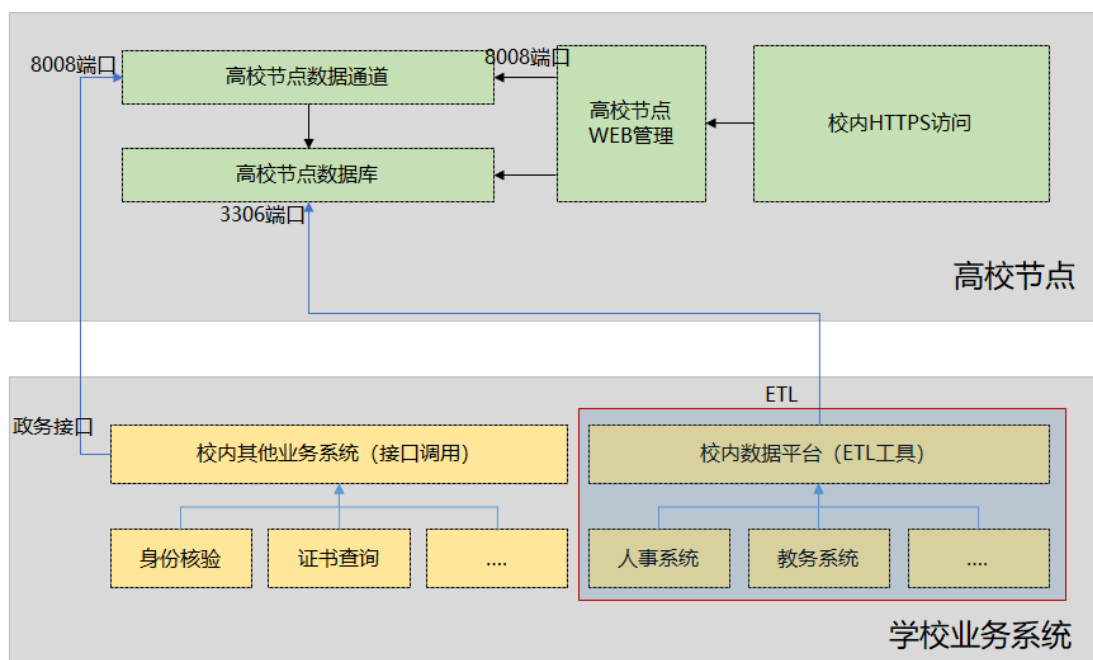 8008端口
高校节点数据通道
8008端口
高校节点
WEB管理
校内HTTPS访问
高校节点数据库
3306端口
高校节点
ETL
政务接口
校内其他业务系统（接口调用）
校内数据平台（ETL工具）
身份核验
证书查询
....
人事系统
教务系统
....
学校业务系统